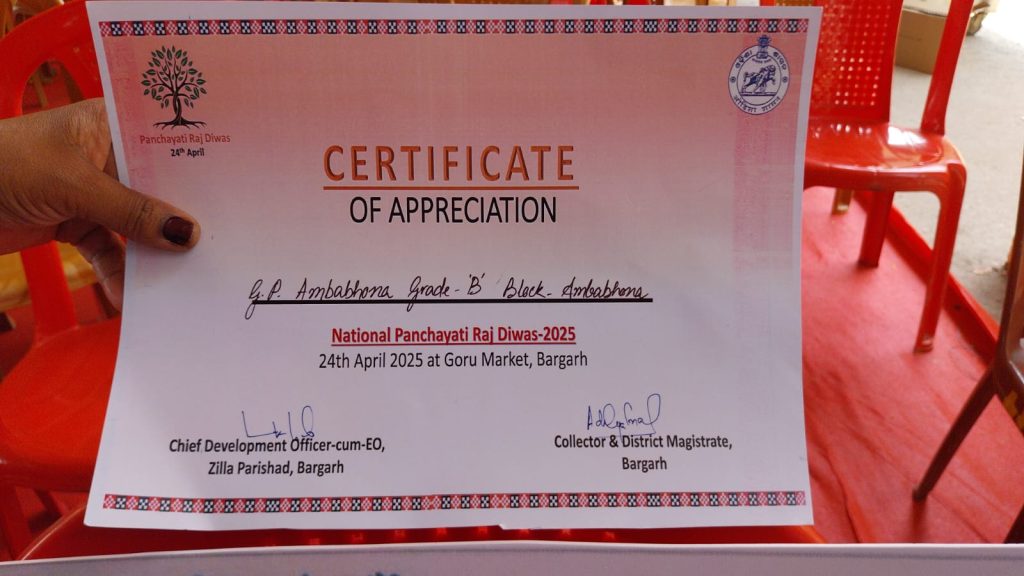 Panchayati Raj Diwas
24th April
CERTIFICATE
OF APPRECIATION
G.P. Ambabhona Grade-'B' Block-Ambabhona
National Panchayati Raj Diwas-2025
24th April 2025 at Goru Market, Bargarh
Chief Development Officer-cum-EO,
Zilla Parishad, Bargarh
Collector & District Magistrate,
Bargarh